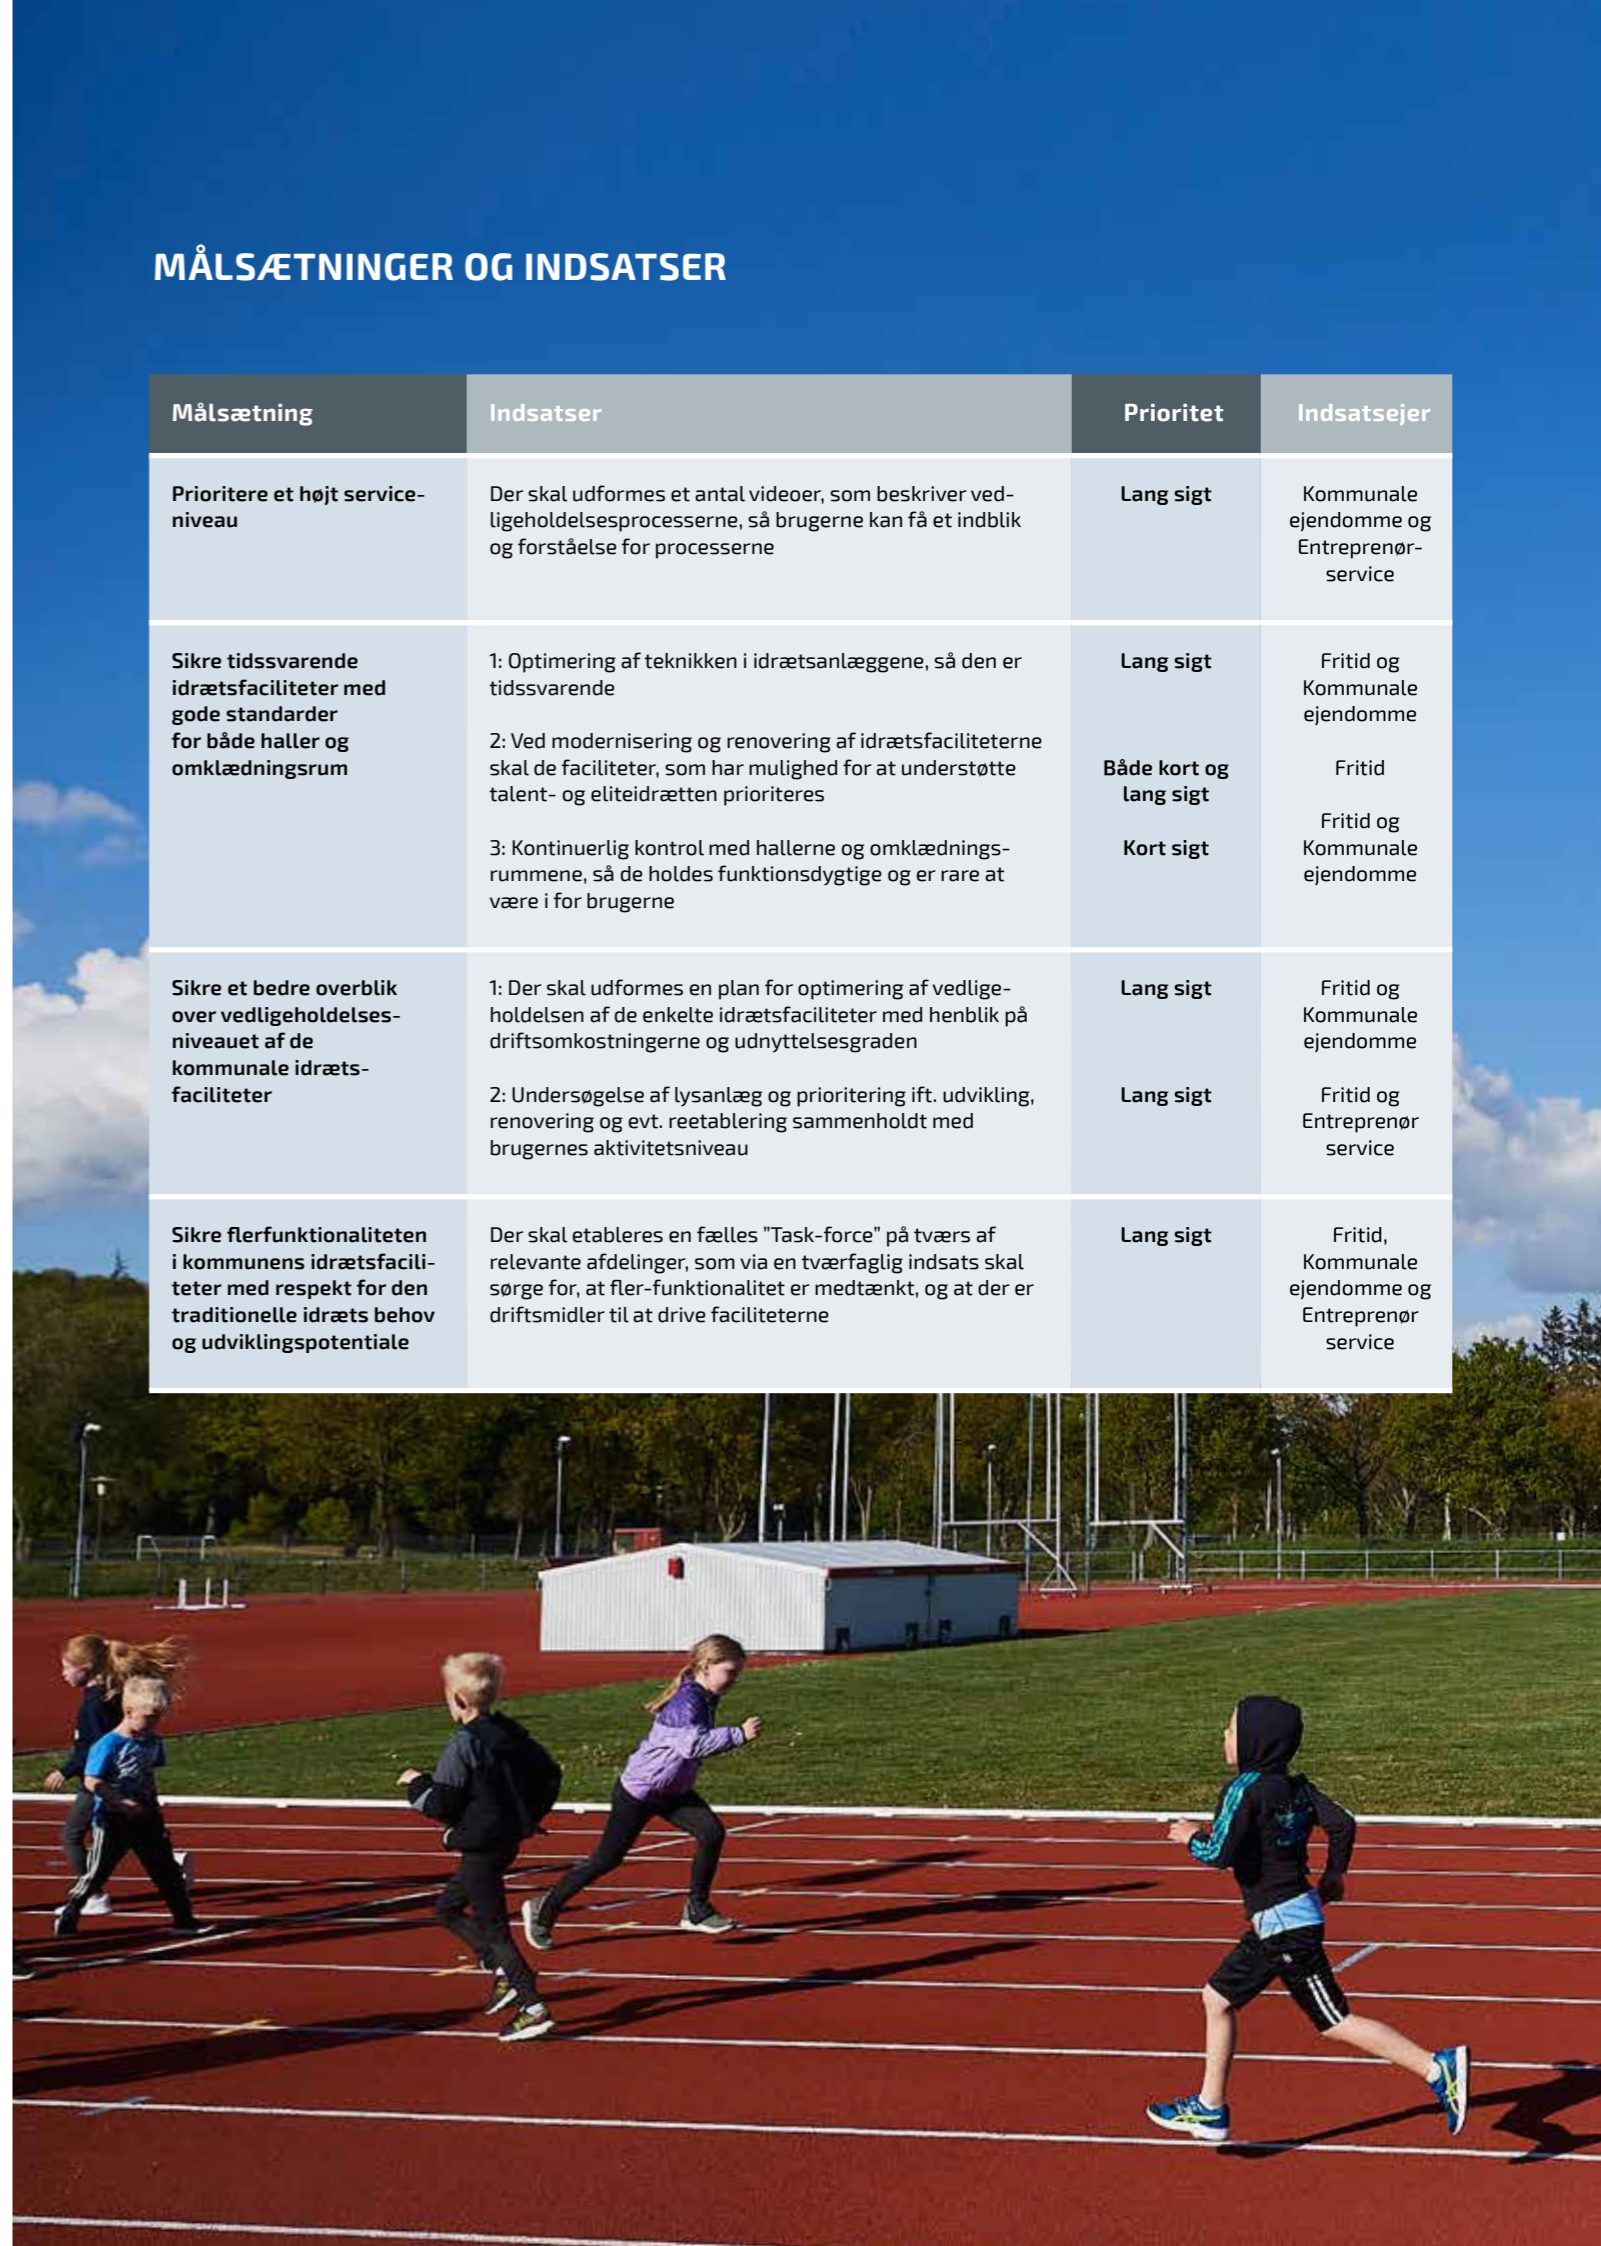 MÅLSÆTNINGER OG INDSATSER
Målsætning
Indsatser
Prioritet
Indsatsejer
Prioritere et højt service-
niveau
Der skal udformes et antal videoer, som beskriver ved-
ligeholdelsesprocesserne, så brugerne kan få et indblik
og forståelse for processerne
Lang sigt
Kommunale
ejendomme og
Entreprenør-
service
Sikre tidssvarende
idrætsfaciliteter med
gode standarder
for både haller og
omklædningsrum
1: Optimering af teknikken i idrætsanlæggene, så den er
tidssvarende
Lang sigt
Fritid og
Kommunale
ejendomme
2: Ved modernisering og renovering af idrætsfaciliteterne
skal de faciliteter, som har mulighed for at understøtte
talent- og eliteidrætten prioriteres
Både kort og
lang sigt
Fritid
3: Kontinuerlig kontrol med hallerne og omklædnings-
rummene, så de holdes funktionsdygtige og er rare at
være i for brugerne
Kort sigt
Fritid og
Kommunale
ejendomme
Sikre et bedre overblik
over vedligeholdelses-
niveauet af de
kommunale idræts-
faciliteter
1: Der skal udformes en plan for optimering af vedlige-
holdelsen af de enkelte idrætsfaciliteter med henblik på
driftsomkostningerne og udnyttelsesgraden
Lang sigt
Fritid og
Kommunale
ejendomme
2: Undersøgelse af lysanlæg og prioritering ift. udvikling,
renovering og evt. reetablering sammenholdt med
brugernes aktivitetsniveau
Lang sigt
Fritid og
Entreprenør
service
Sikre flerfunktionaliteten
i kommunens idrætsfacili-
teter med respekt for den
traditionelle idræts behov
og udviklingspotentiale
Der skal etableres en fælles ”Task-force” på tværs af
relevante afdelinger, som via en tværfaglig indsats skal
sørge for, at fler-funktionalitet er medtænkt, og at der er
driftsmidler til at drive faciliteterne
Lang sigt
Fritid,
Kommunale
ejendomme og
Entreprenør
service